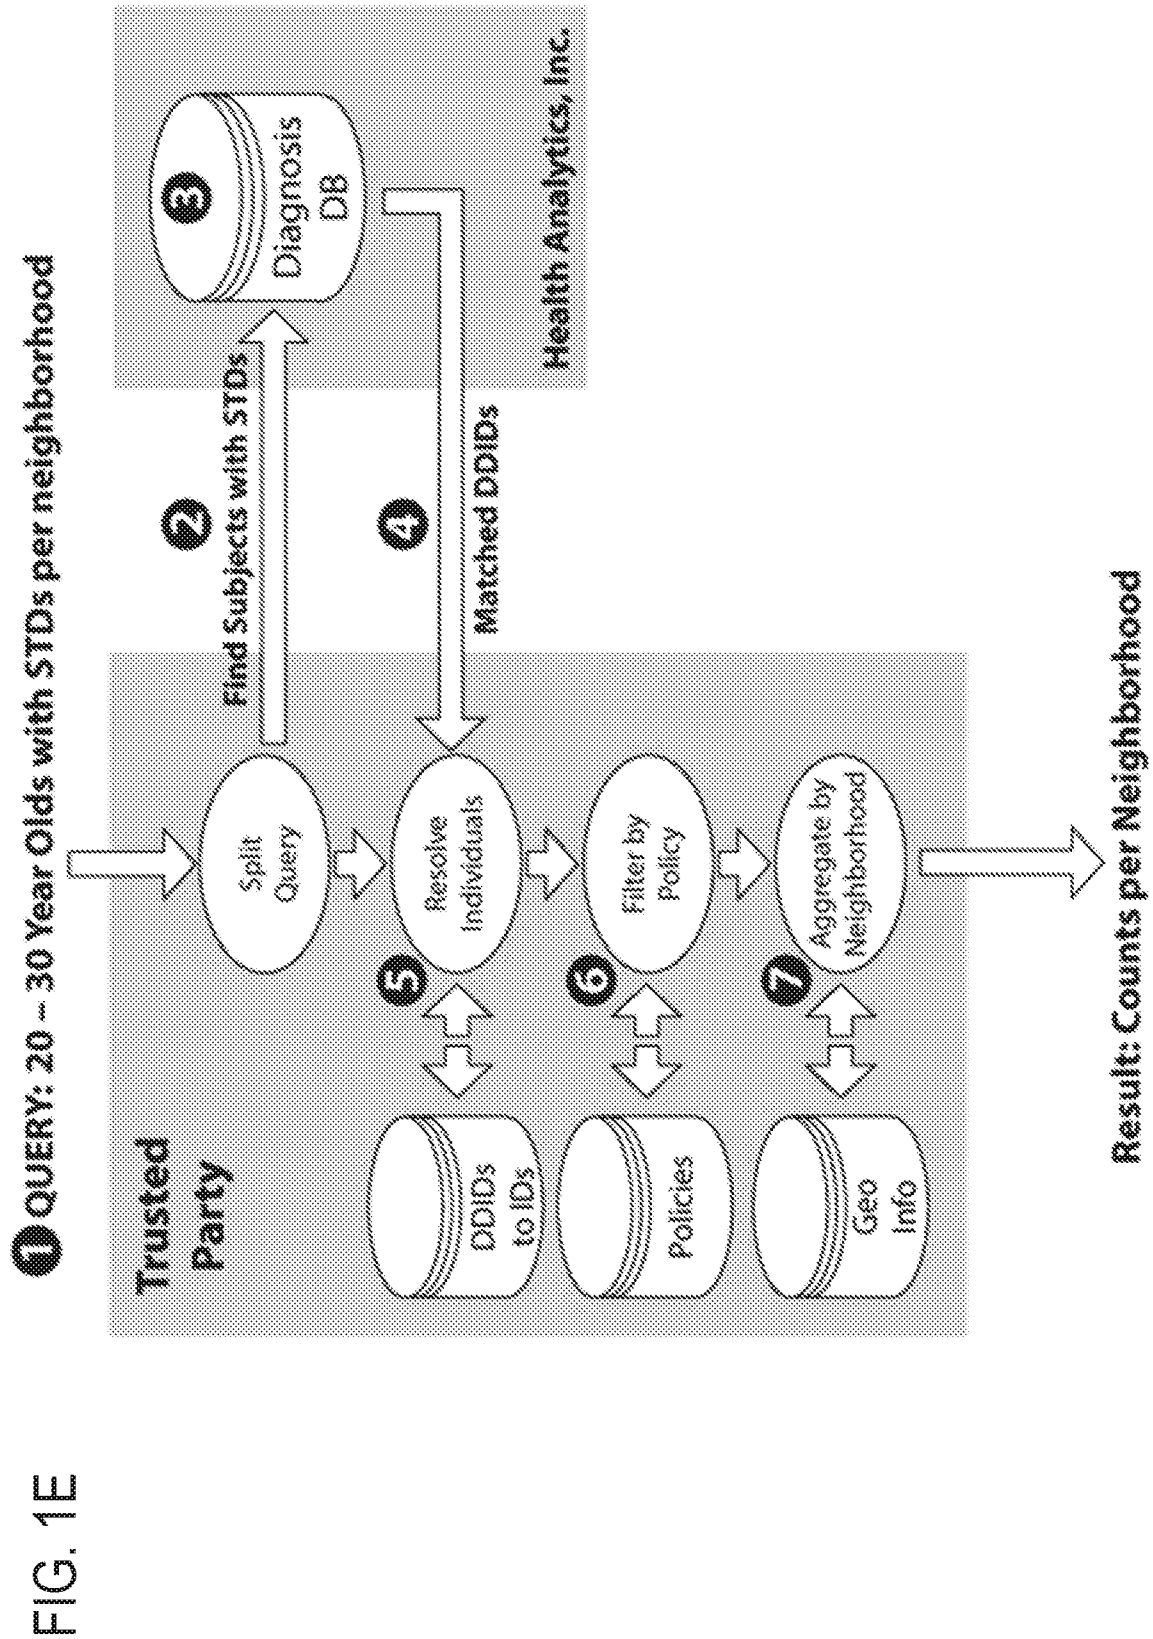 FIG. 1E
1 QUERY: 20 – 30 Year Olds with STDs per neighborhood
Trusted
Party
Split
Query
2
Find Subjects with STDs
3
Diagnosis
DB
Health Analytics, Inc.
4
Matched DDIDs
5
Resolve
Individuals
DDIDs
to IDs
6
Filter by
Policy
Policies
7
Aggregate by
Neighborhood
Geo
Info
Result: Counts per Neighborhood